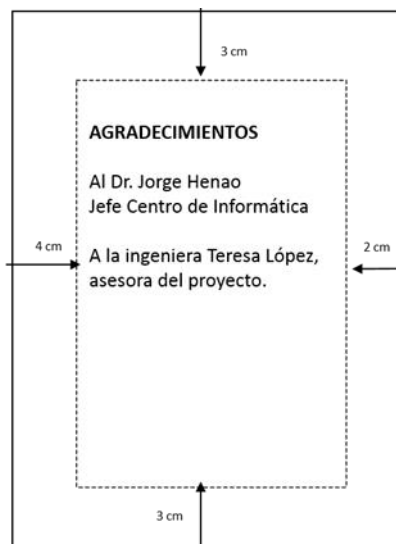 3 cm
AGRADECIMIENTOS
Al Dr. Jorge Henao
Jefe Centro de Informática
4 cm
2 cm
A la ingeniera Teresa López,
asesora del proyecto.
3 cm